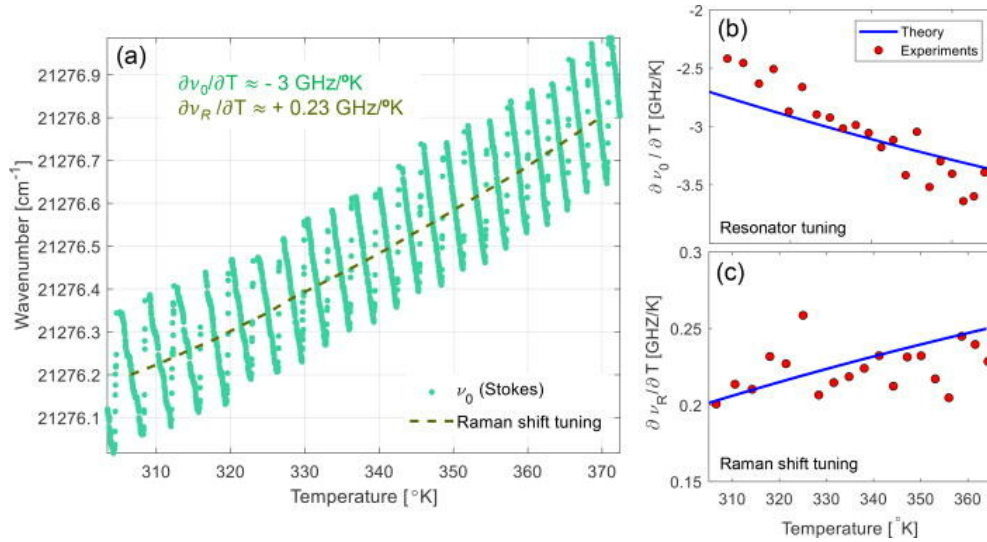 (a)
∂ν₀/∂T ≈ - 3 GHz/ºK
∂ν_R /∂T ≈ + 0.23 GHz/ºK
Wavenumber [cm⁻¹]
21276.9
21276.8
21276.7
21276.6
21276.5
21276.4
21276.3
21276.2
21276.1
ν₀ (Stokes)
Raman shift tuning
310 320 330 340 350 360 370
Temperature [°K]
(b)
Theory
Experiments
∂ ν₀ / ∂ T [GHz/K]
-2
-2.5
-3
-3.5
Resonator tuning
(c)
∂ ν_R/∂ T [GHZ/K]
0.3
0.25
0.2
0.15
Raman shift tuning
310 320 330 340 350 360
Temperature [°K]